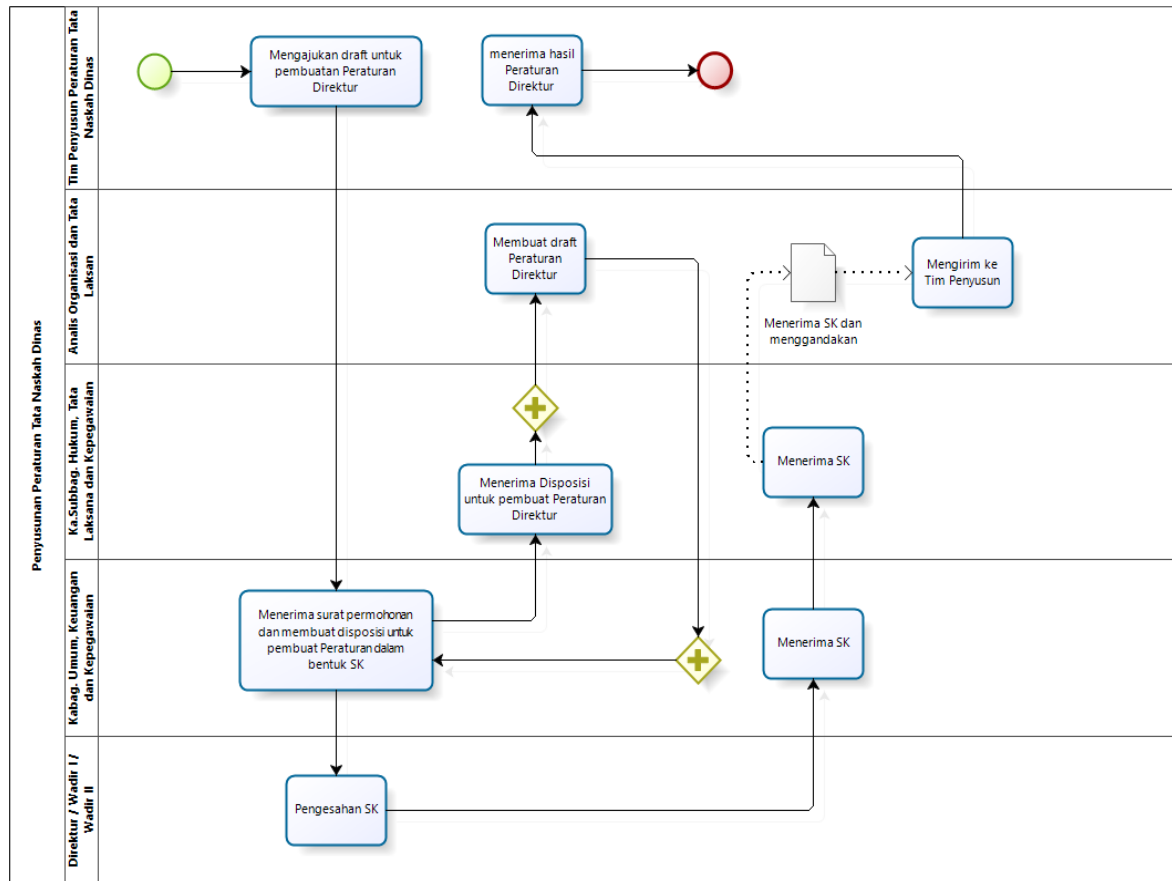 Penyusunan Peraturan Tata Naskah Dinas
Tim Penyusun Peraturan Tata
Naskah Dinas
Mengajukan draft untuk
pembuatan Peraturan
Direktur
menerima hasil
Peraturan
Direktur
Analis Organisasi dan Tata
Laksan
Membuat draft
Peraturan
Direktur
Menerima SK dan
menggandakan
Mengirim ke
Tim Penyusun
Ka.Subbag. Hukum, Tata
Laksana dan Kepegawaian
Menerima Disposisi
untuk pembuat Peraturan
Direktur
Menerima SK
Kabag. Umum, Keuangan
dan Kepegawaian
Menerima surat permohonan
dan membuat disposisi untuk
pembuat Peraturan dalam
bentuk SK
Menerima SK
Direktur / Wadir I /
Wadir II
Pengesahan SK